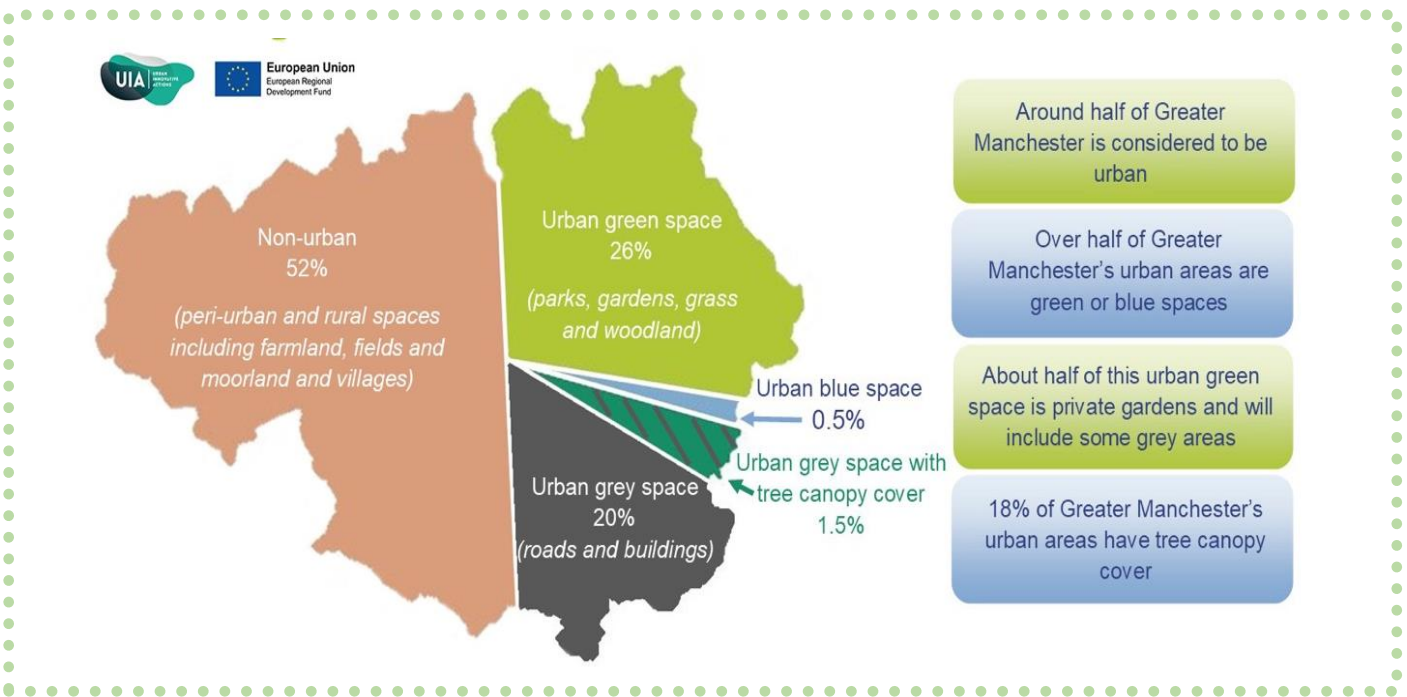 UIA
URBAN
INNOVATIVE
ACTIONS
European Union
European Regional
Development Fund
Non-urban
52%
(peri-urban and rural spaces
including farmland, fields and
moorland and villages)
Urban green space
26%
(parks, gardens, grass
and woodland)
Urban blue space
0.5%
Urban grey space with
tree canopy cover
1.5%
Urban grey space
20%
(roads and buildings)
Around half of Greater
Manchester is considered to be
urban
Over half of Greater
Manchester's urban areas are
green or blue spaces
About half of this urban green
space is private gardens and will
include some grey areas
18% of Greater Manchester's
urban areas have tree canopy
cover